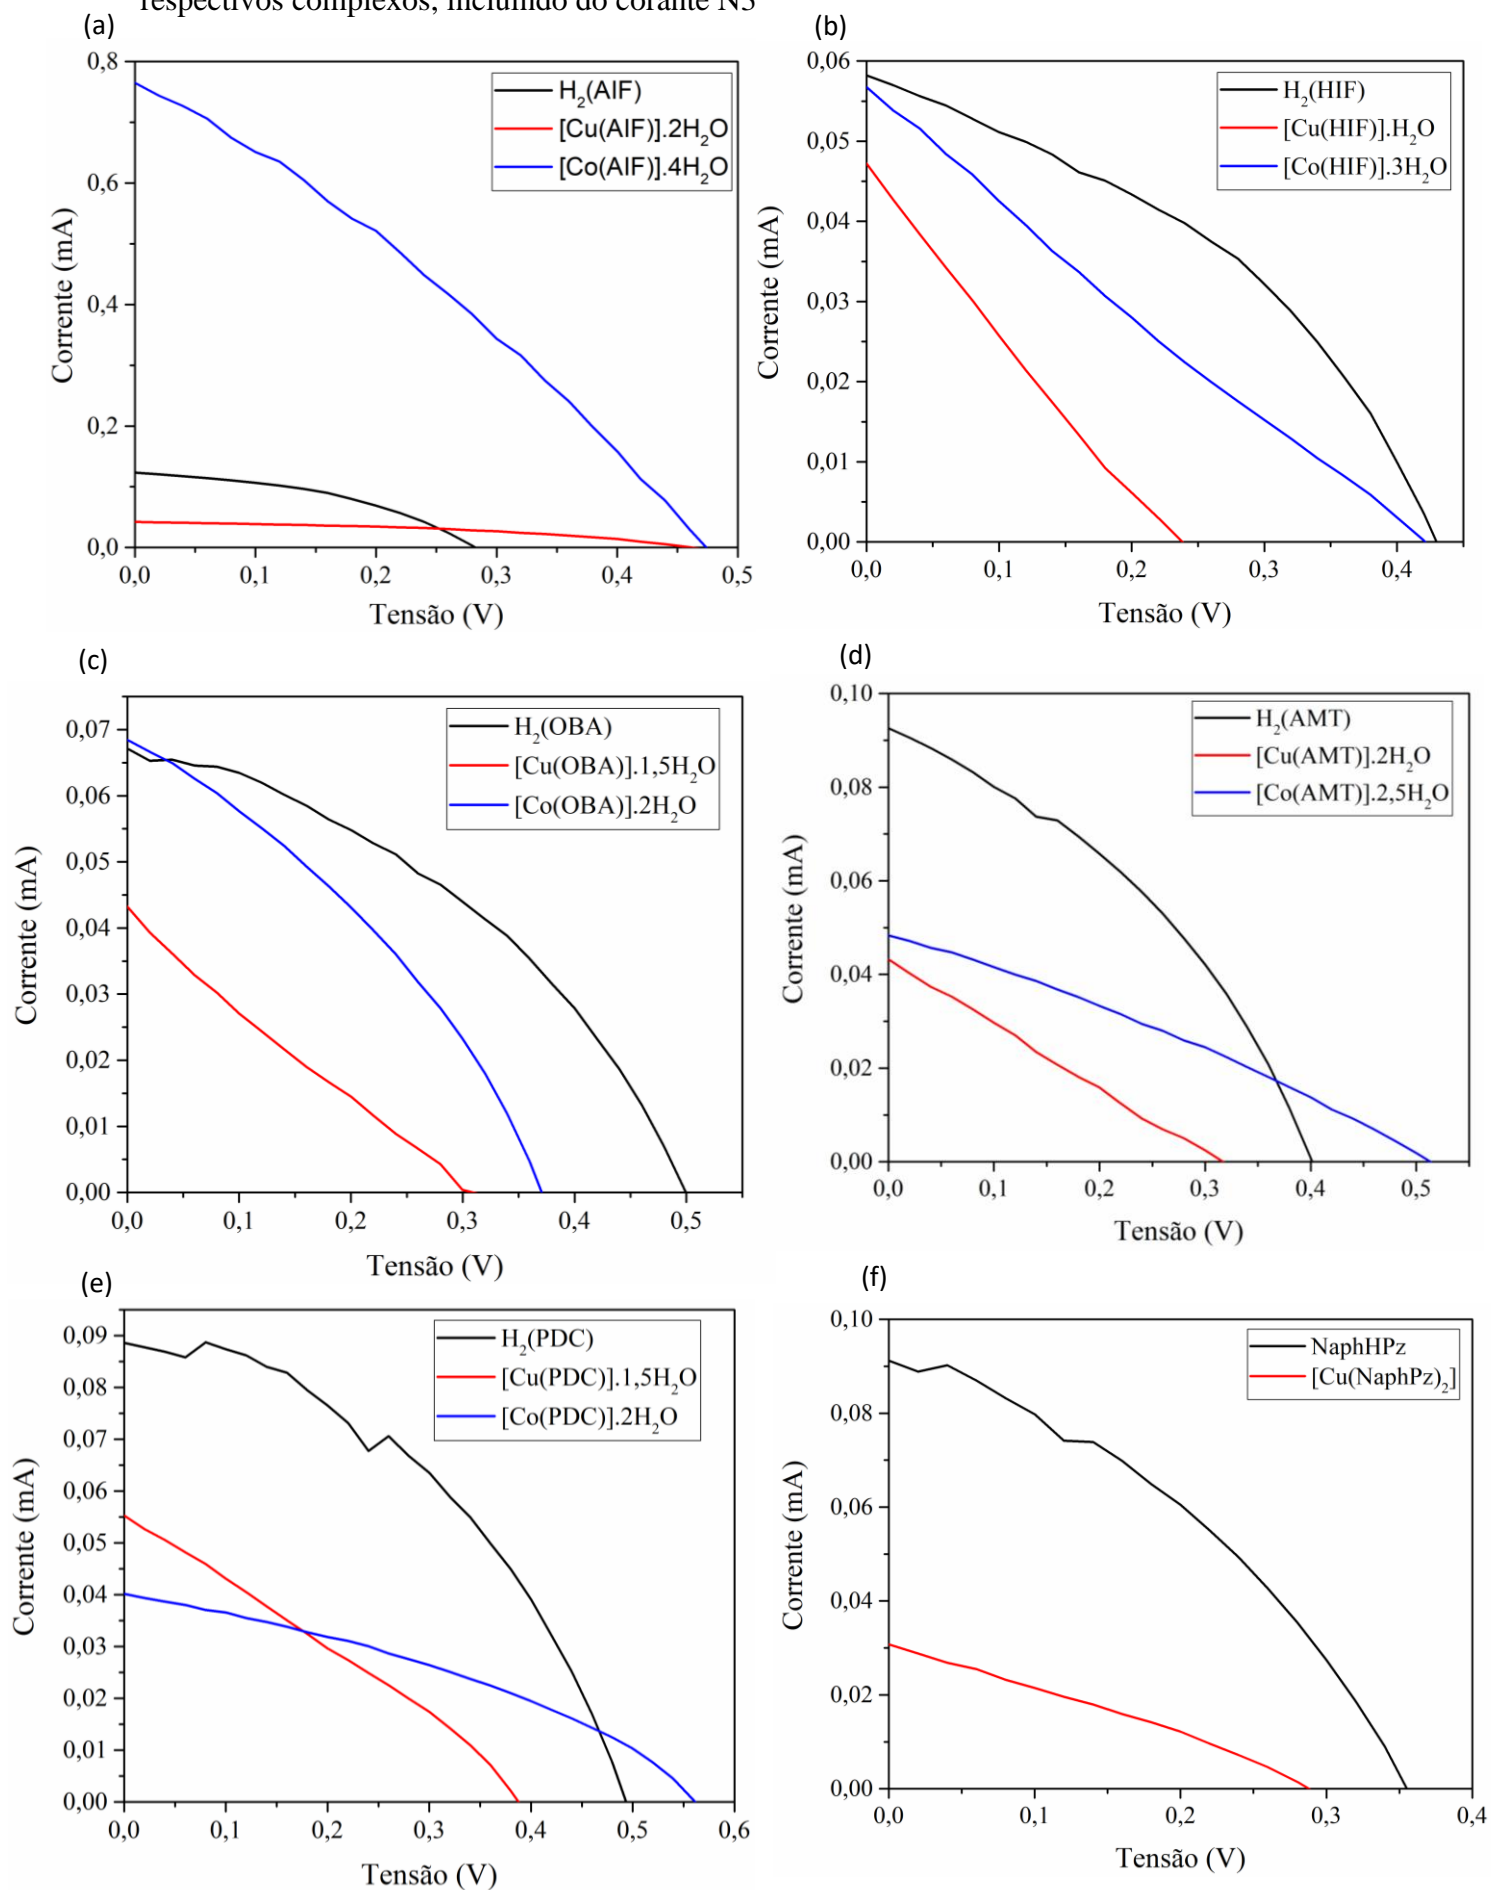 respectivos complexos, incluindo do corante N3
(a)
0,8
0,6
0,4
0,2
0,0
Corrente (mA)
H2(AIF)
[Cu(AIF)].2H2O
[Co(AIF)].4H2O
0,0 0,1 0,2 0,3 0,4 0,5
Tensão (V)
(b)
0,06
0,05
0,04
0,03
0,02
0,01
0,00
Corrente (mA)
H2(HIF)
[Cu(HIF)].H2O
[Co(HIF)].3H2O
0,0 0,1 0,2 0,3 0,4
Tensão (V)
(c)
0,07
0,06
0,05
0,04
0,03
0,02
0,01
0,00
Corrente (mA)
H2(OBA)
[Cu(OBA)].1,5H2O
[Co(OBA)].2H2O
0,0 0,1 0,2 0,3 0,4 0,5
Tensão (V)
(d)
0,10
0,08
0,06
0,04
0,02
0,00
Corrente (mA)
H2(AMT)
[Cu(AMT)].2H2O
[Co(AMT)].2,5H2O
0,0 0,1 0,2 0,3 0,4 0,5
Tensão (V)
(e)
0,09
0,08
0,07
0,06
0,05
0,04
0,03
0,02
0,01
0,00
Corrente (mA)
H2(PDC)
[Cu(PDC)].1,5H2O
[Co(PDC)].2H2O
0,0 0,1 0,2 0,3 0,4 0,5 0,6
Tensão (V)
(f)
0,10
0,08
0,06
0,04
0,02
0,00
Corrente (mA)
NaphHPz
[Cu(NaphPz)2]
0,0 0,1 0,2 0,3 0,4
Tensão (V)